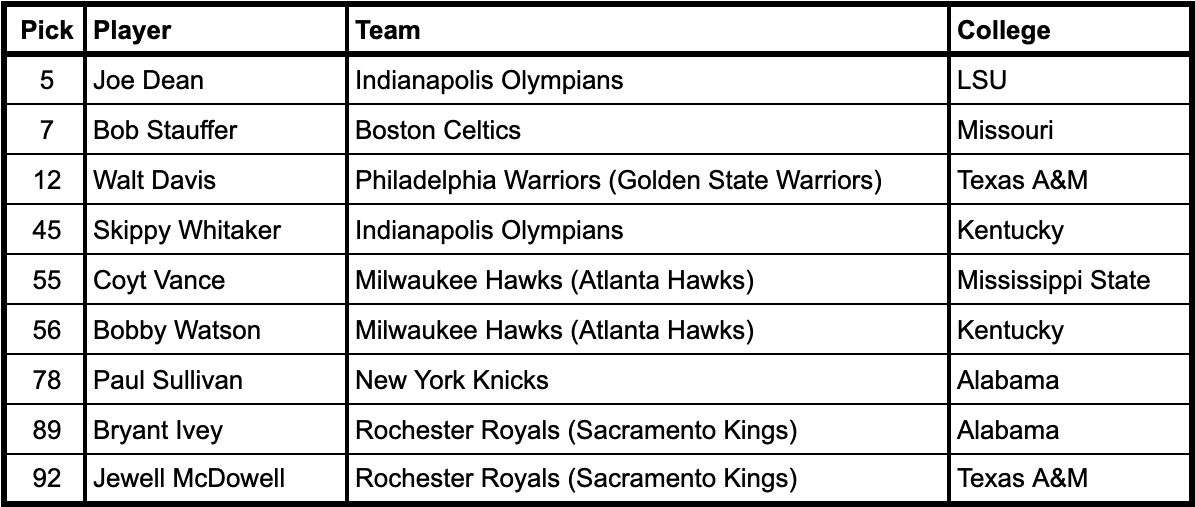 Pick Player Team College
5 Joe Dean Indianapolis Olympians LSU
7 Bob Stauffer Boston Celtics Missouri
12 Walt Davis Philadelphia Warriors (Golden State Warriors) Texas A&M
45 Skippy Whitaker Indianapolis Olympians Kentucky
55 Coyt Vance Milwaukee Hawks (Atlanta Hawks) Mississippi State
56 Bobby Watson Milwaukee Hawks (Atlanta Hawks) Kentucky
78 Paul Sullivan New York Knicks Alabama
89 Bryant Ivey Rochester Royals (Sacramento Kings) Alabama
92 Jewell McDowell Rochester Royals (Sacramento Kings) Texas A&M